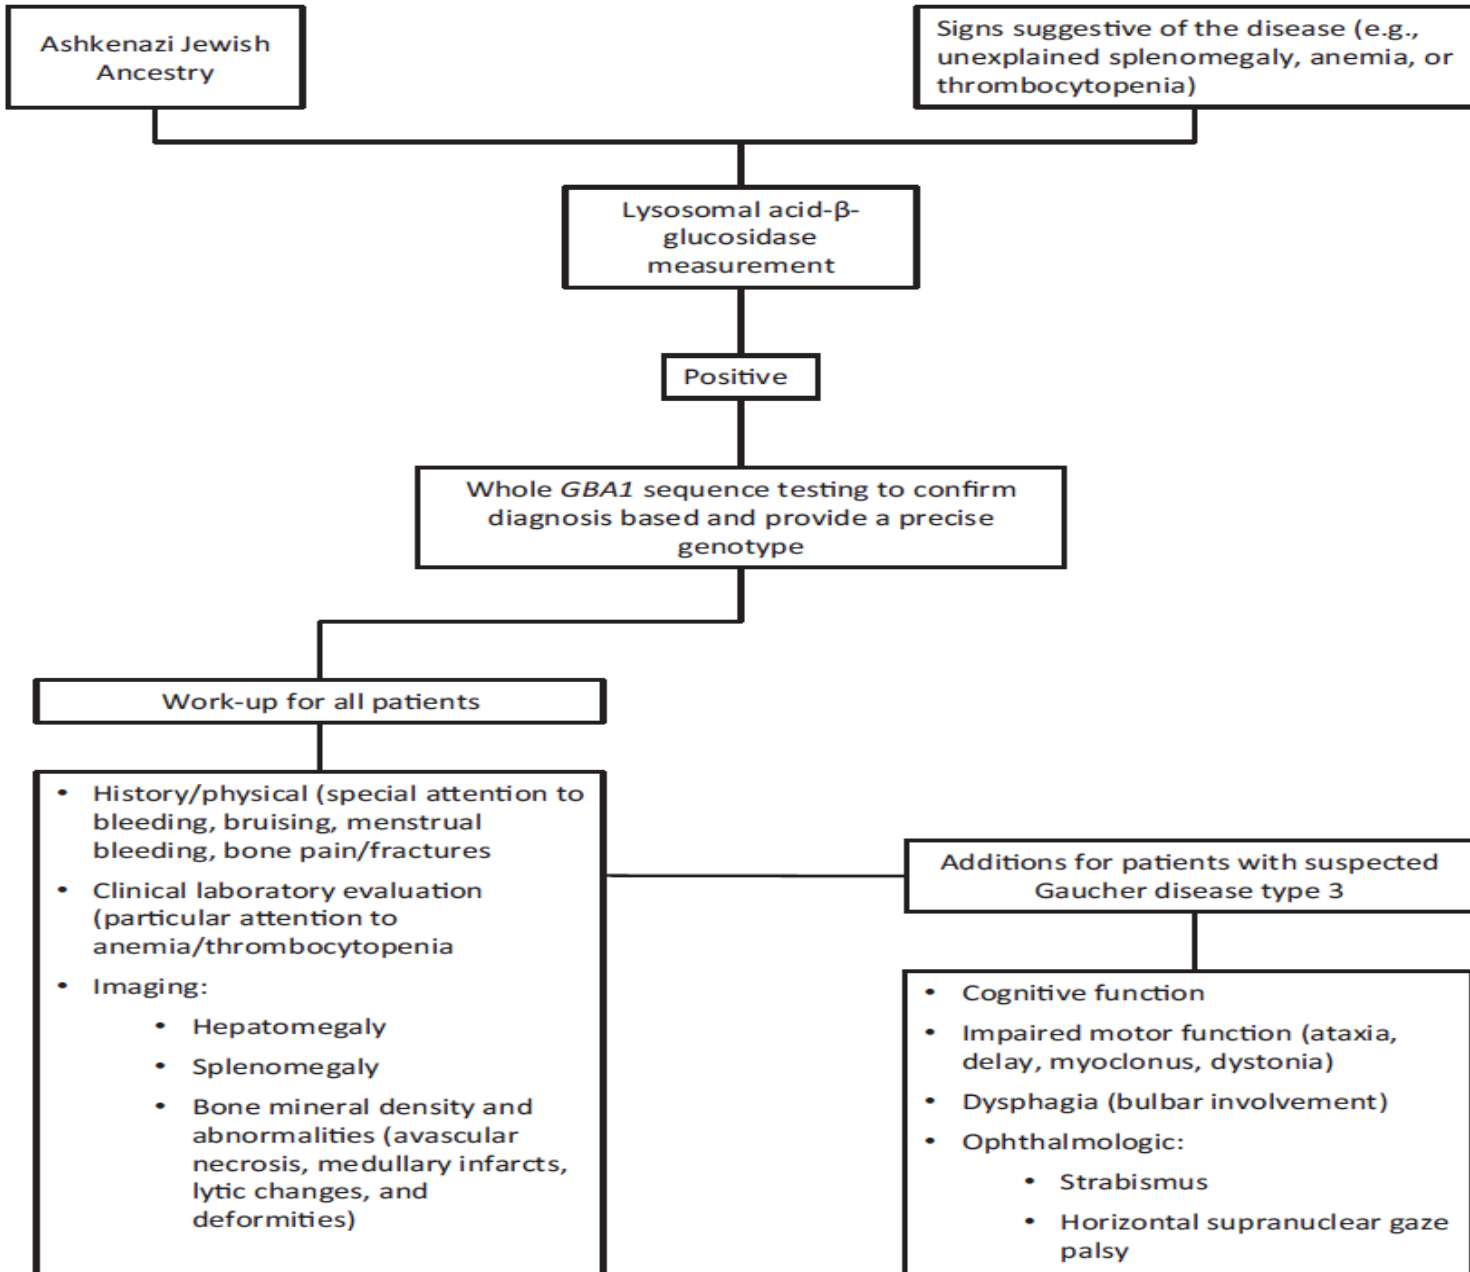 Ashkenazi Jewish
Ancestry
Signs suggestive of the disease (e.g.,
unexplained splenomegaly, anemia, or
thrombocytopenia)
Lysosomal acid-β-
glucosidase
measurement
Positive
Whole GBA1 sequence testing to confirm
diagnosis based and provide a precise
genotype
Work-up for all patients
• History/physical (special attention to
bleeding, bruising, menstrual
bleeding, bone pain/fractures
• Clinical laboratory evaluation
(particular attention to
anemia/thrombocytopenia
• Imaging:
• Hepatomegaly
• Splenomegaly
• Bone mineral density and
abnormalities (avascular
necrosis, medullary infarcts,
lytic changes, and
deformities)
Additions for patients with suspected
Gaucher disease type 3
• Cognitive function
• Impaired motor function (ataxia,
delay, myoclonus, dystonia)
• Dysphagia (bulbar involvement)
• Ophthalmologic:
• Strabismus
• Horizontal supranuclear gaze
palsy